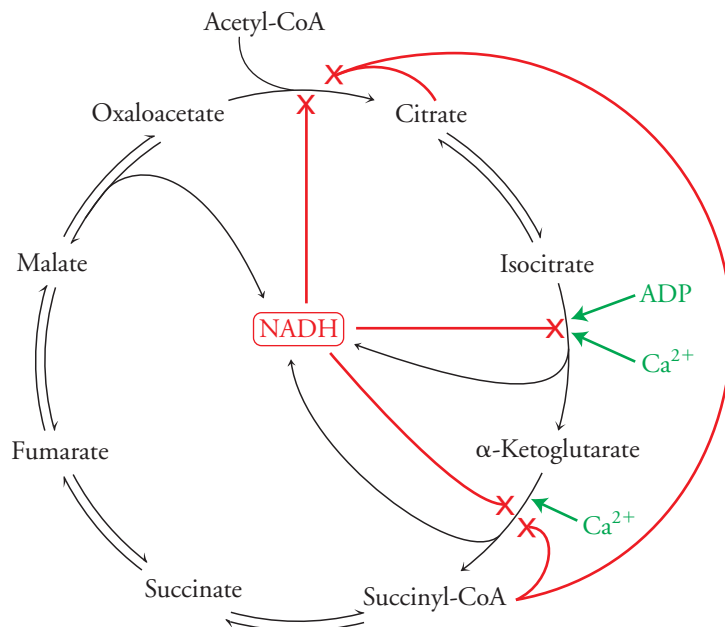 Acetyl-CoA
X
Oxaloacetate
X
Citrate
Malate
Isocitrate
ADP
NADH
X
Ca²⁺
Fumarate
α-Ketoglutarate
X
X
Ca²⁺
Succinate
Succinyl-CoA